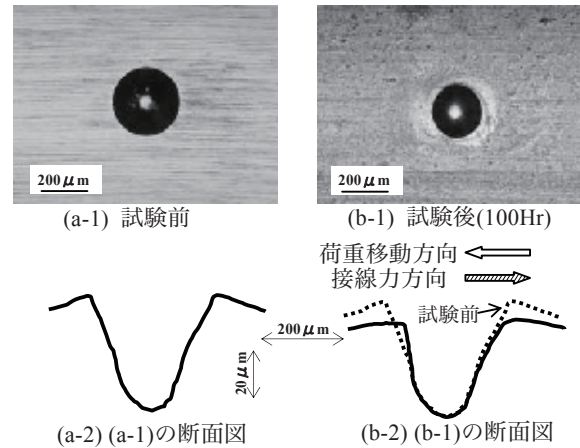 200μm
200μm
(a-1) 試験前
(b-1) 試験後(100Hr)
荷重移動方向
接線力方向
試験前
200μm
20μm
(a-2) (a-1)の断面図
(b-2) (b-1)の断面図